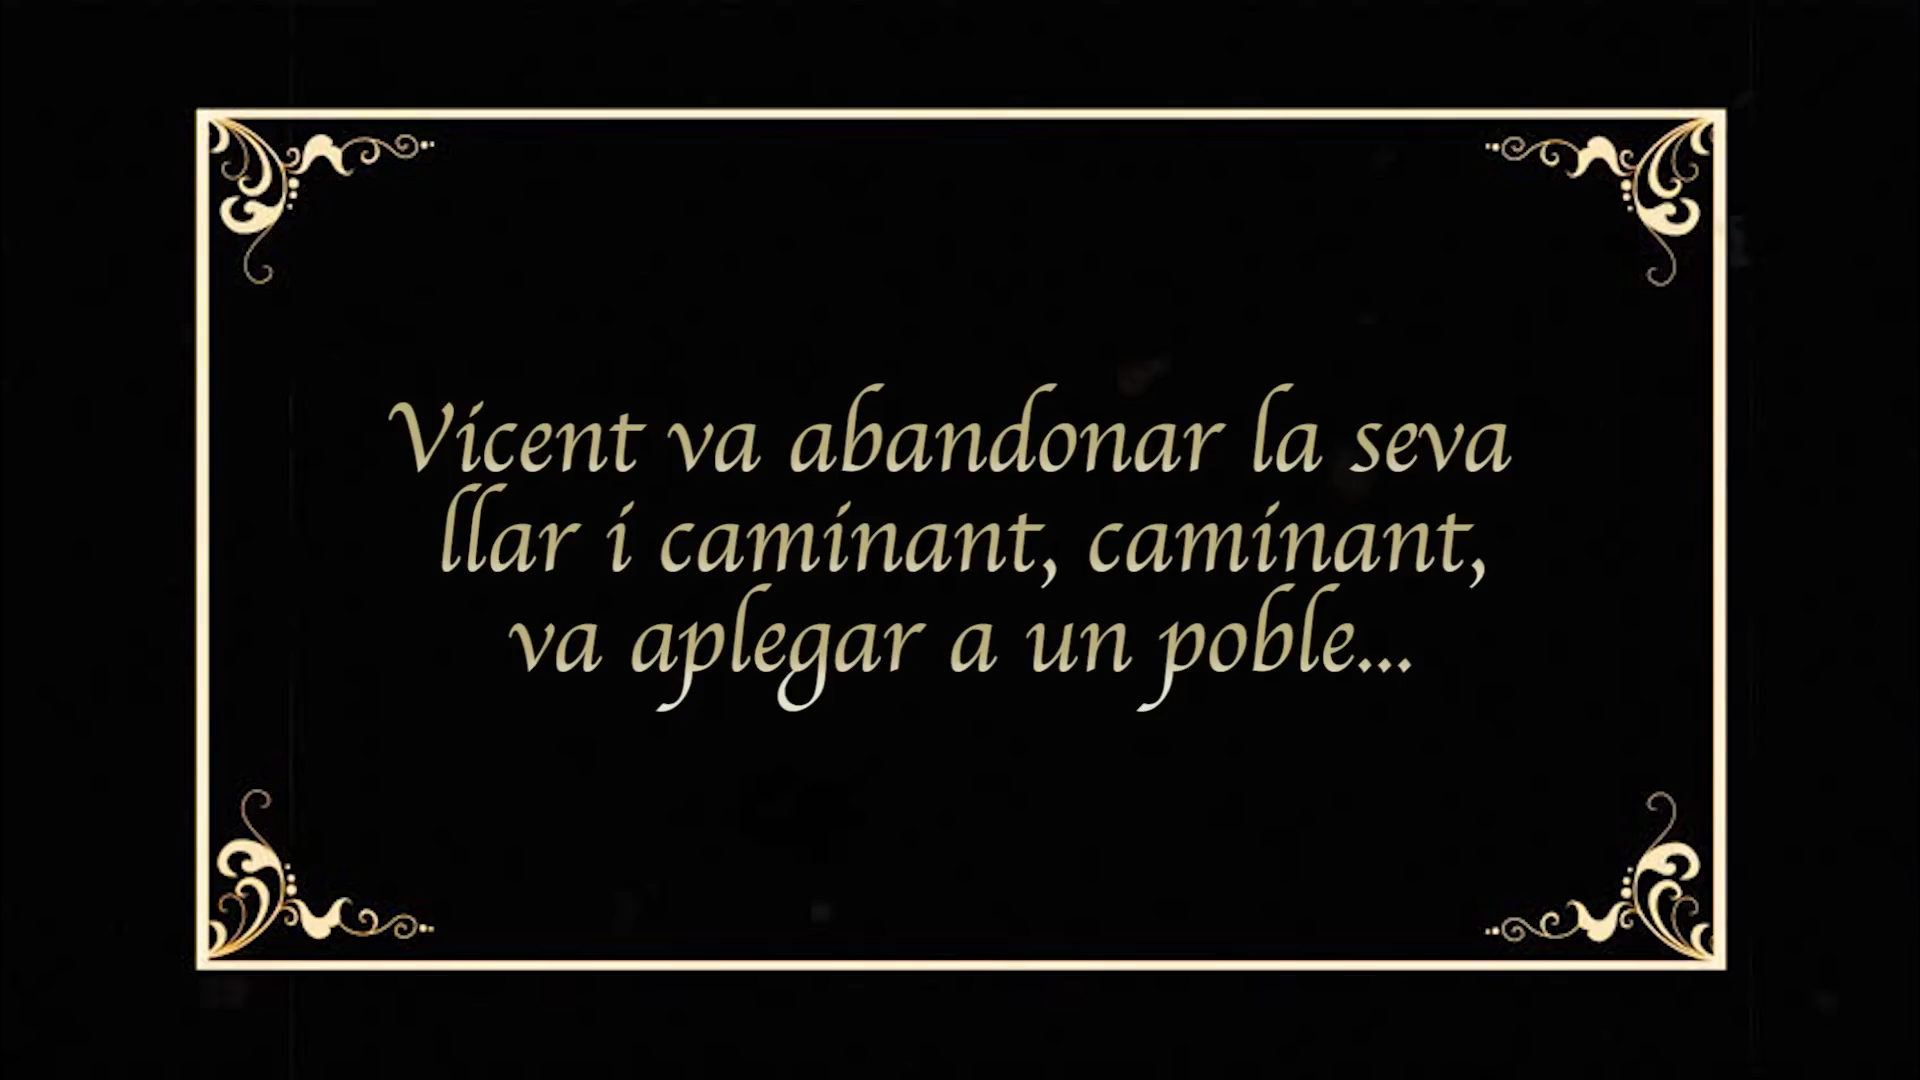 Vicent va abandonar la seva
llar i caminant, caminant,
va aplegar a un poble...